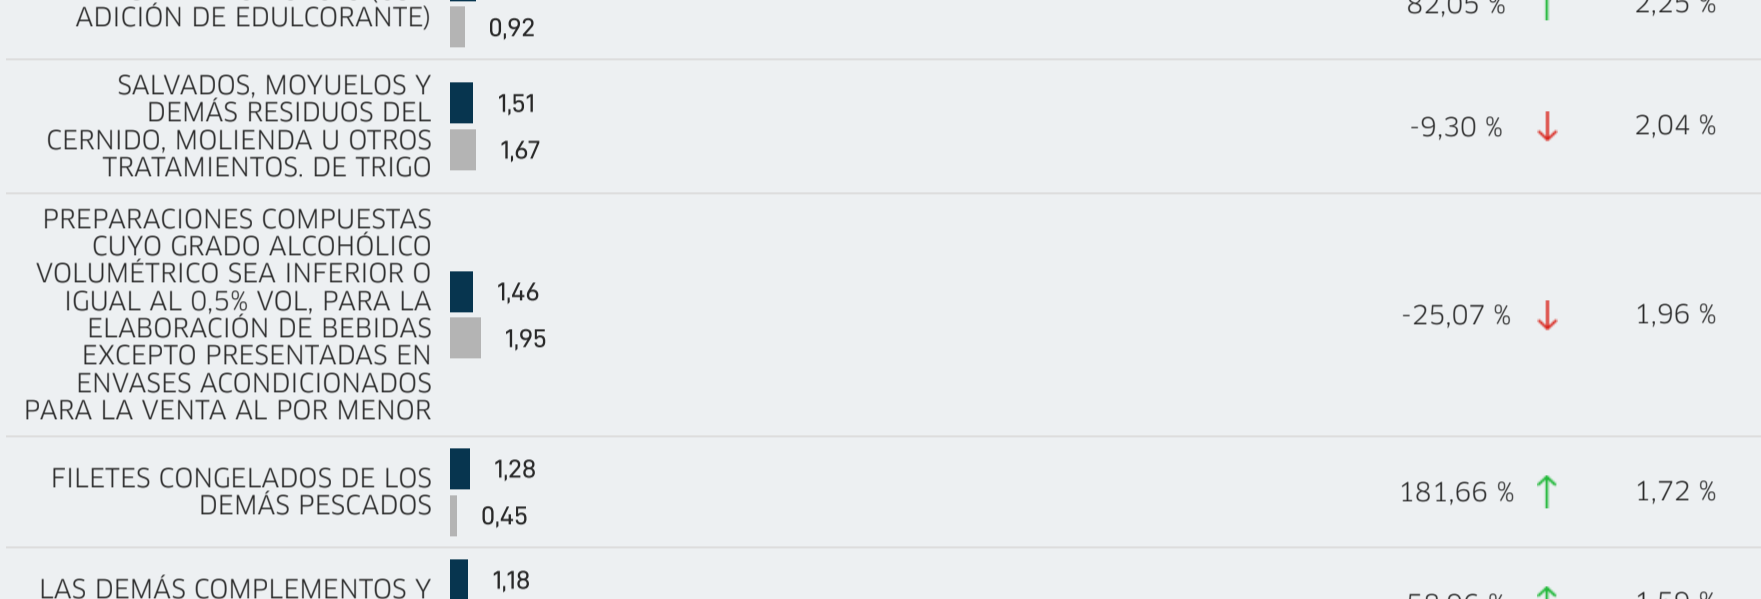 ADICIÓN DE EDULCORANTE)
0,92
82,05 %
2,25 %
SALVADOS, MOYUELOS Y
DEMÁS RESIDUOS DEL
CERNIDO, MOLIENDA U OTROS
TRATAMIENTOS. DE TRIGO
1,51
1,67
-9,30 %
2,04 %
PREPARACIONES COMPUESTAS
CUYO GRADO ALCOHÓLICO
VOLUMÉTRICO SEA INFERIOR O
IGUAL AL 0,5% VOL, PARA LA
ELABORACIÓN DE BEBIDAS
EXCEPTO PRESENTADAS EN
ENVASES ACONDICIONADOS
PARA LA VENTA AL POR MENOR
1,46
1,95
-25,07 %
1,96 %
FILETES CONGELADOS DE LOS
DEMÁS PESCADOS
1,28
0,45
181,66 %
1,72 %
LAS DEMÁS COMPLEMENTOS Y
1,18